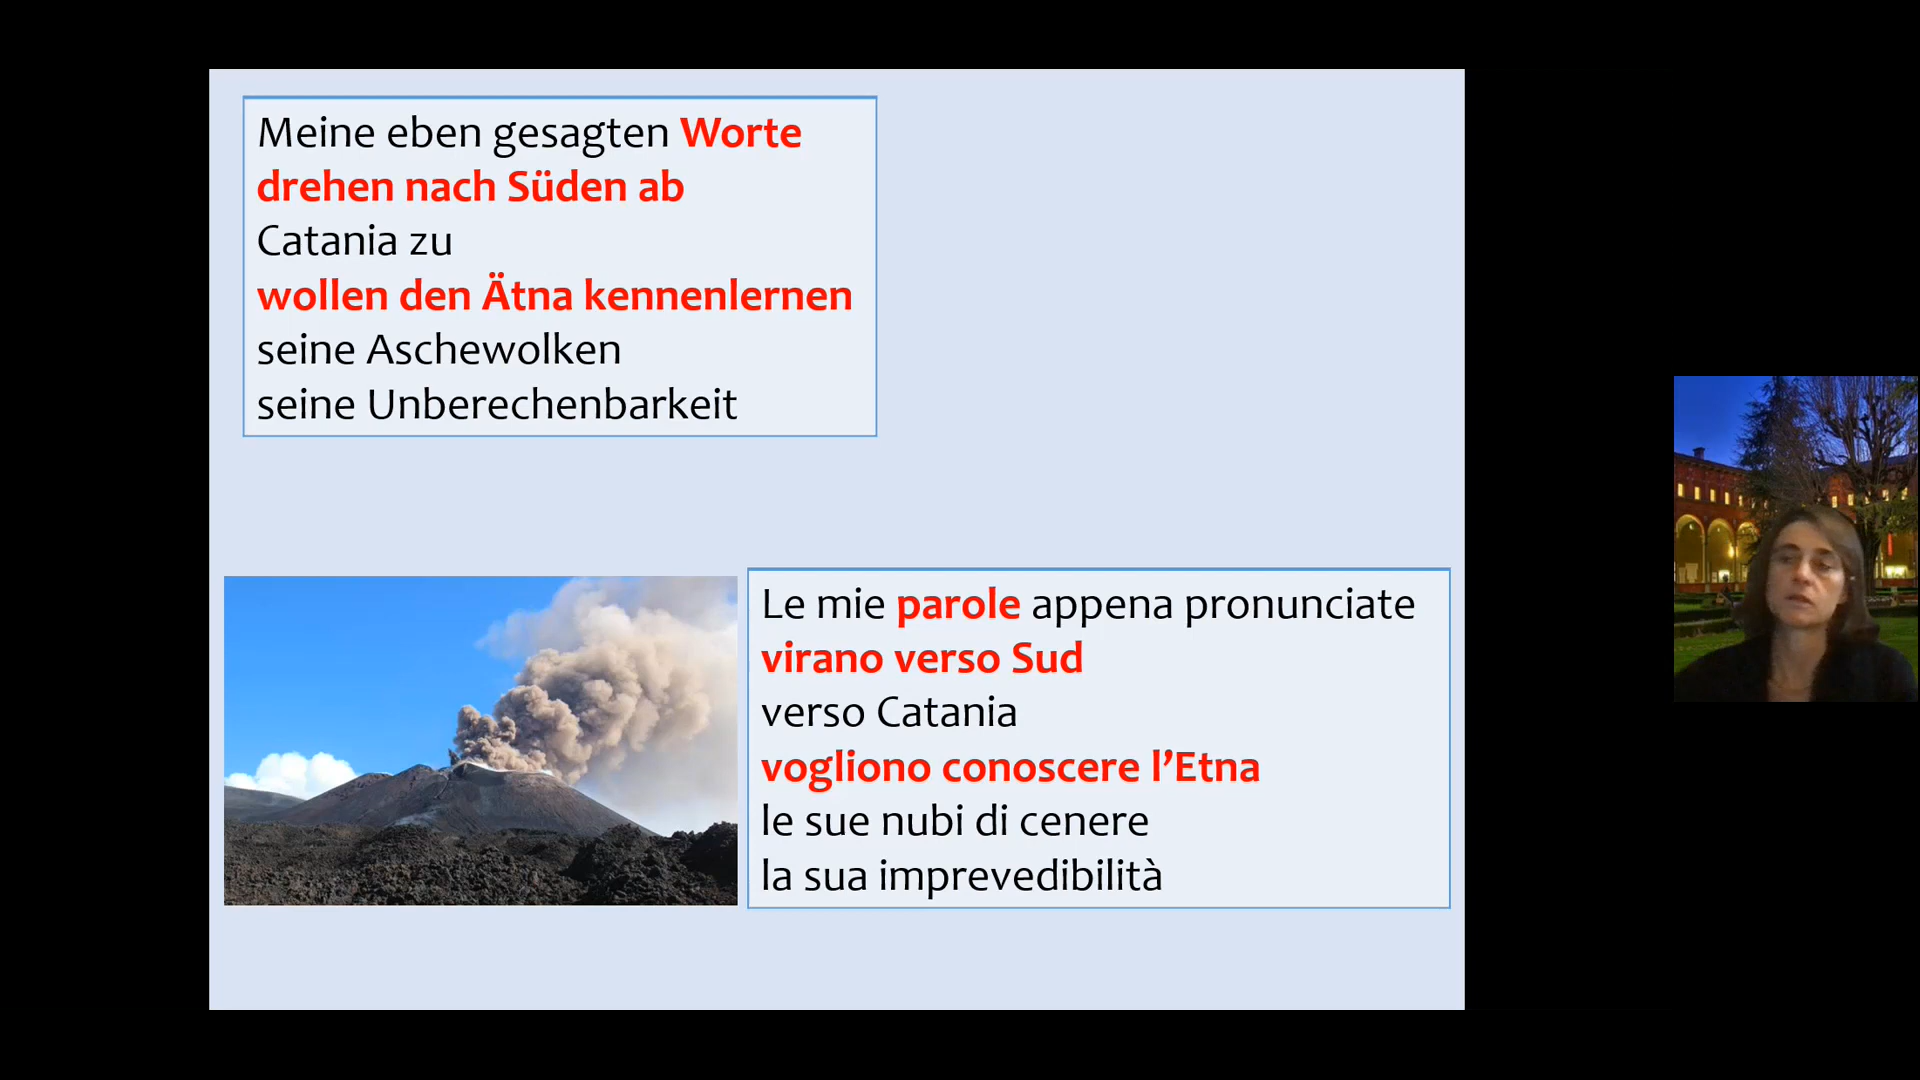 Meine eben gesagten Worte
drehen nach Süden ab
Catania zu
wollen den Ätna kennenlernen
seine Aschewolken
seine Unberechenbarkeit
Le mie parole appena pronunciate
virano verso Sud
verso Catania
vogliono conoscere l’Etna
le sue nubi di cenere
la sua imprevedibilità